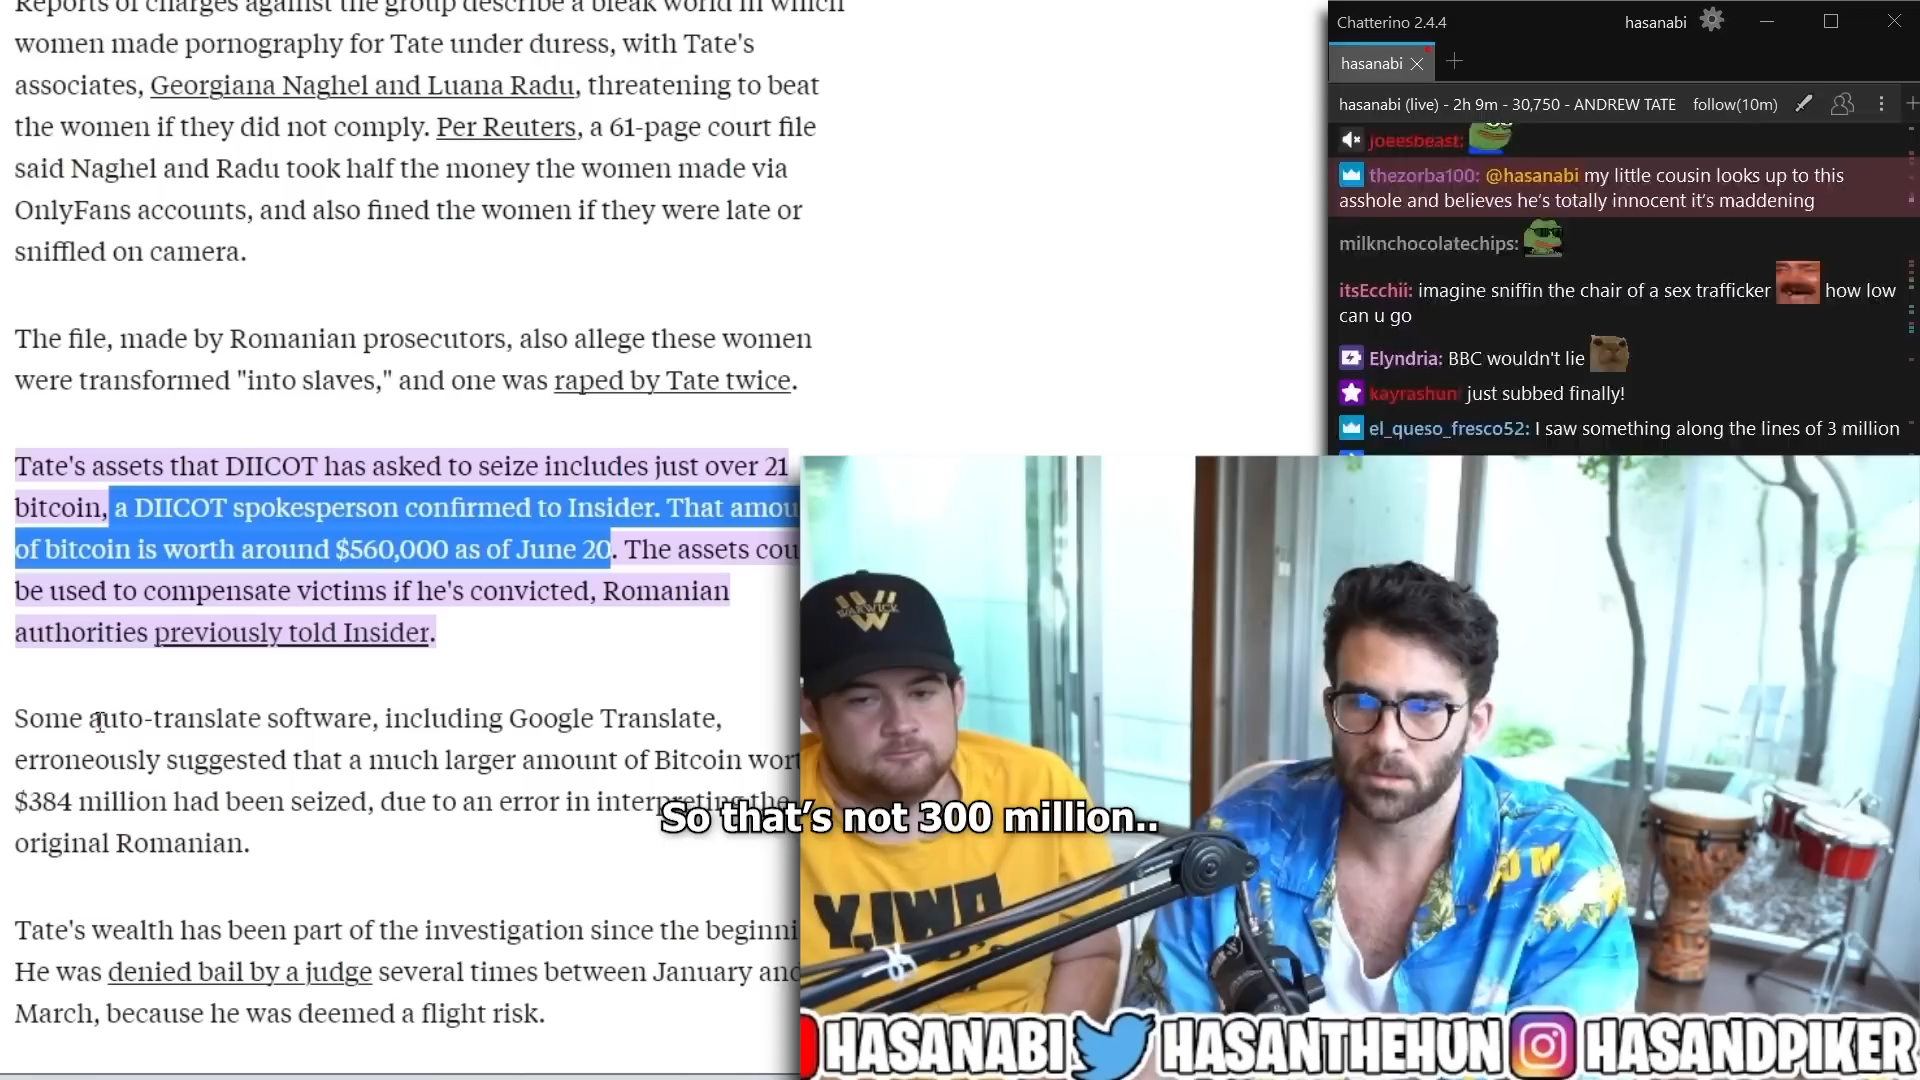 Reports of charges against the group describe a bleak world in which
women made pornography for Tate under duress, with Tate's
associates, Georgiana Naghel and Luana Radu, threatening to beat
the women if they did not comply. Per Reuters, a 61-page court file
said Naghel and Radu took half the money the women made via
OnlyFans accounts, and also fined the women if they were late or
sniffled on camera.
The file, made by Romanian prosecutors, also allege these women
were transformed "into slaves," and one was raped by Tate twice.
Tate's assets that DIICOT has asked to seize includes just over 21
bitcoin, a DIICOT spokesperson confirmed to Insider. That amou
of bitcoin is worth around $560,000 as of June 20. The assets cou
be used to compensate victims if he's convicted, Romanian
authorities previously told Insider.
Some auto-translate software, including Google Translate,
erroneously suggested that a much larger amount of Bitcoin wort
$384 million had been seized, due to an error in interpreting the
original Romanian.
Tate's wealth has been part of the investigation since the beginni
He was denied bail by a judge several times between January and
March, because he was deemed a flight risk.
Chatterino 2.4.4
hasanabi
hasanabi
hasanabi (live) - 2h 9m - 30,750 - ANDREW TATE follow(10m)
joeesbeast:
thezorba100: @hasanabi my little cousin looks up to this
asshole and believes he's totally innocent it's maddening
milknchocolatechips:
itsEcchii: imagine sniffin the chair of a sex trafficker how low
can u go
Elyndria: BBC wouldn't lie
kayrashun just subbed finally!
el_queso_fresco52: I saw something along the lines of 3 million
W
WARWICK
So that's not 300 million..
HASANABI HASANTHEHUN HASANDPIKER